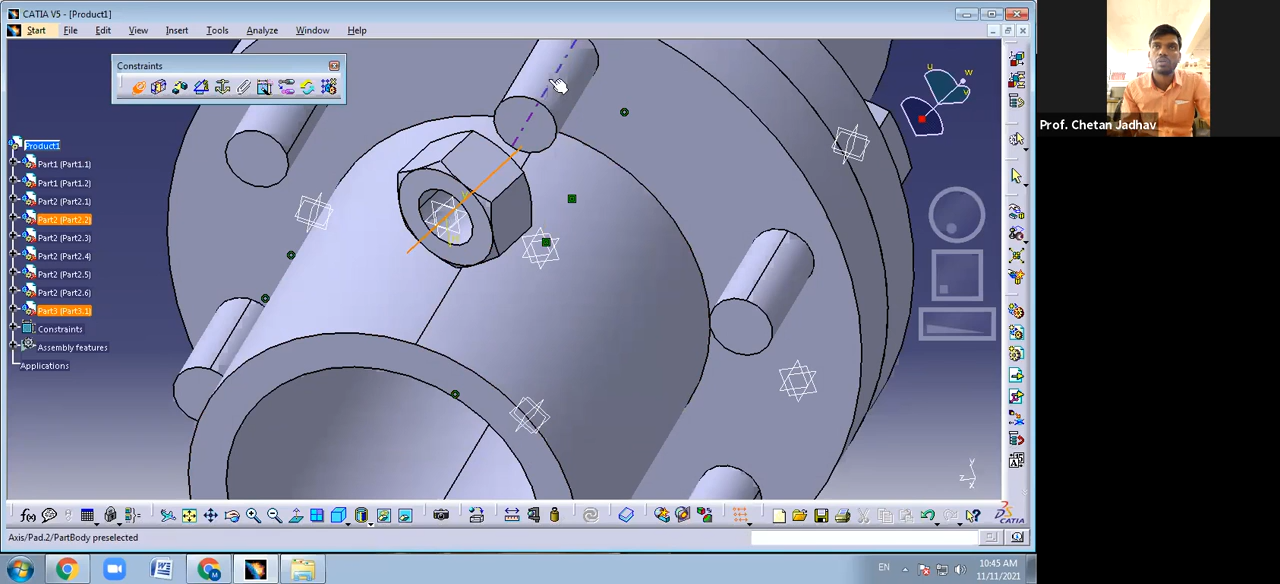 CATIA V5 - [Product1]
Start File Edit View Insert Tools Window Analyze Help
Constraints
u
w
v
Prof. Chetan Jadhav
Product1
Part1 (Part1.1)
Part1 (Part1.2)
Part2 (Part2.1)
Part2 (Part2.2)
Part2 (Part2.3)
Part2 (Part2.4)
Part2 (Part2.5)
Part2 (Part2.6)
Part3 (Part3.1)
Constraints
Assembly features
Applications
y
z
x
f(x)
CATIA
Axis/Pad.2/PartBody preselected
EN
10:45 AM
11/11/2021